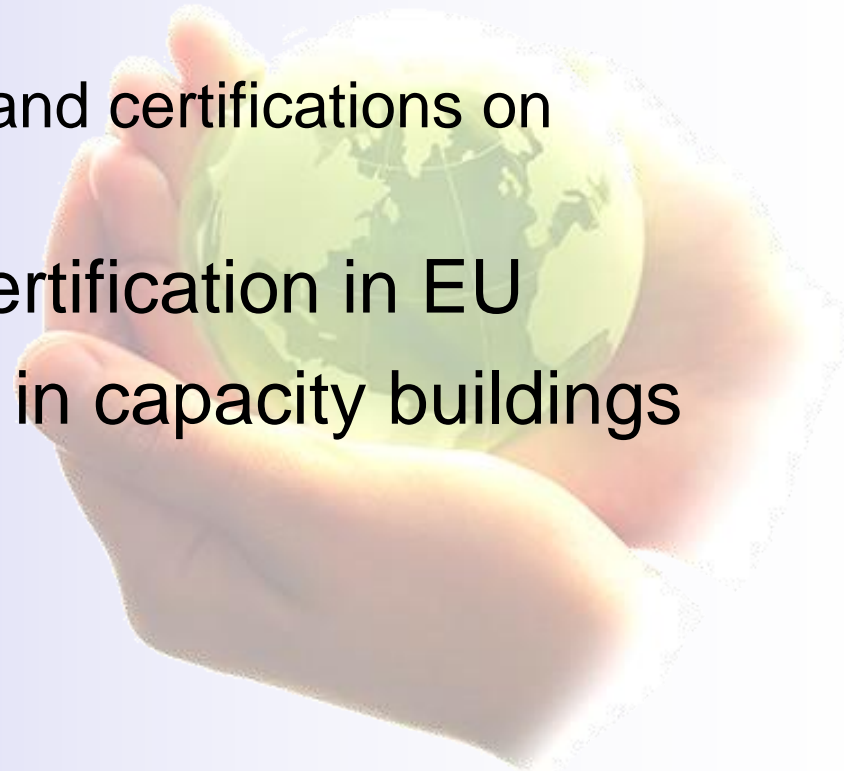 and certifications on
ertification in EU
in capacity buildings